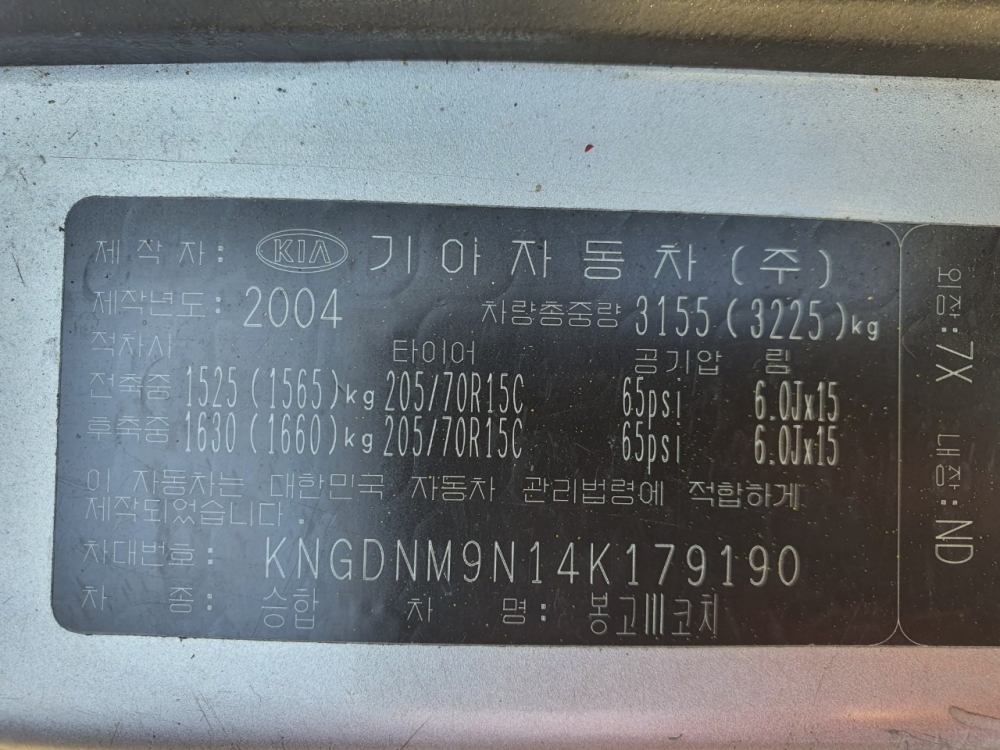 제 작 자 : KIA 기 아 자 동 차 ( 주 )
제작년도 : 2004 차량총중량 3155 ( 3225 ) kg
적차시 타이어 공기압 림
전축중 1525 (1565) kg 205/70R15C 65psi 6.0Jx15
후축중 1630 (1660) kg 205/70R15C 65psi 6.0Jx15
이 자동차는 대한민국 자동차 관리법령에 적합하게
제작되었습니다 .
차대번호 : KNGDNM9N14K179190
차 종 : 승합 차 명 : 봉고III코치
외장 : 7X 내장 : ND